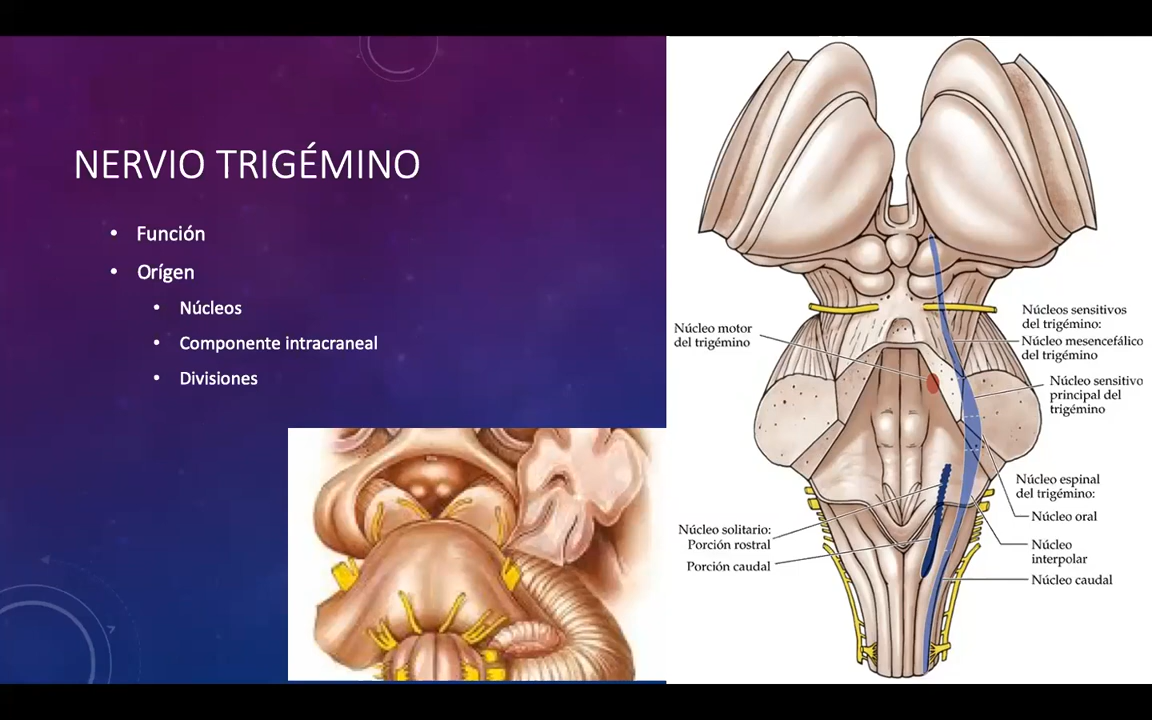 NERVIO TRIGÉMINO
• Función
• Orígen
• Núcleos
• Componente intracraneal
• Divisiones
Núcleo motor
del trigémino
Núcleo solitario:
Porción rostral
Porción caudal
Núcleos sensitivos
del trigémino:
Núcleo mesencefálico
del trigémino
Núcleo sensitivo
principal del
trigémino
Núcleo espinal
del trigémino:
Núcleo oral
Núcleo
interpolar
Núcleo caudal